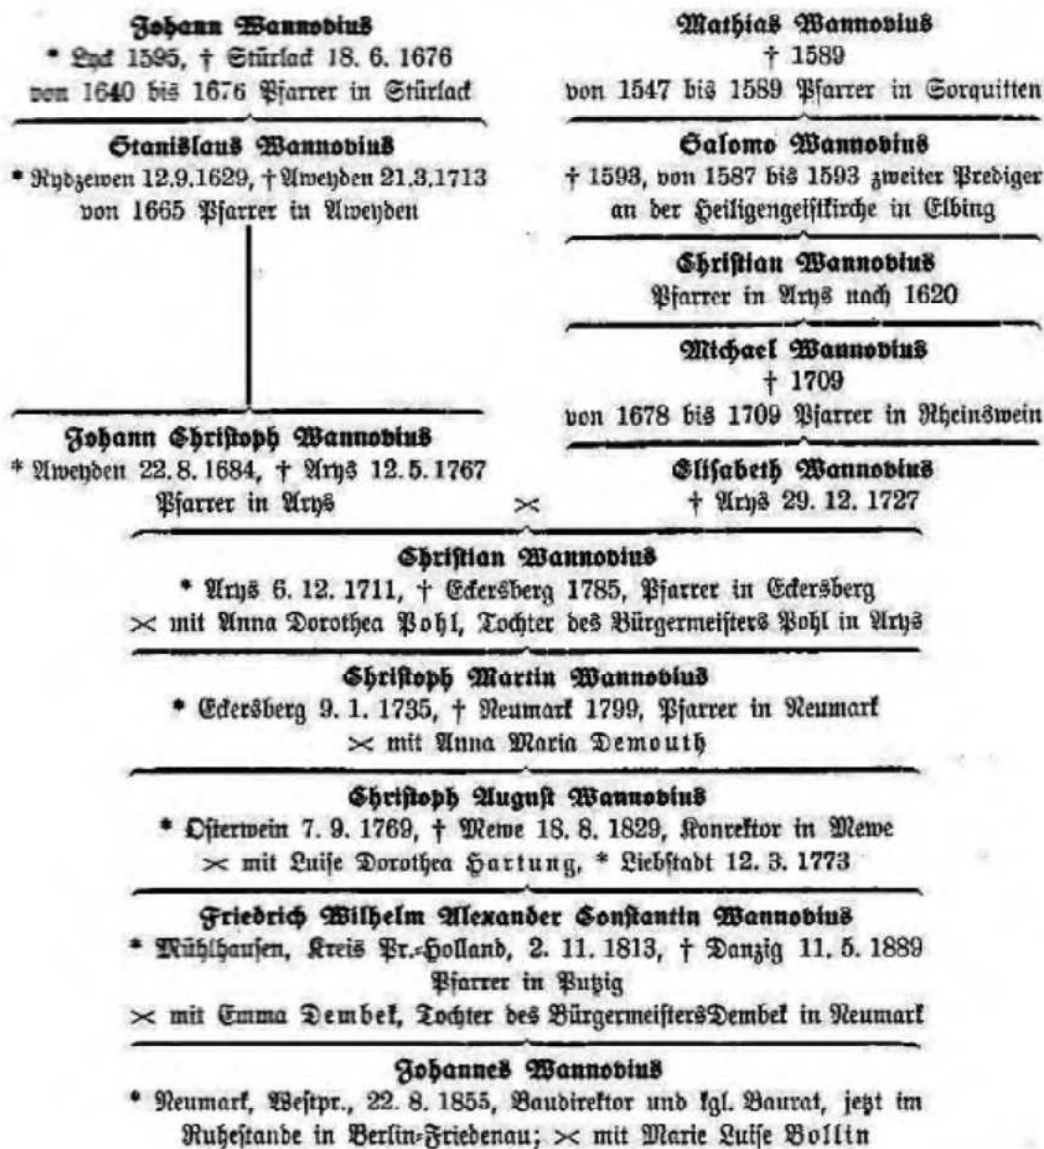 Johann Wannovius
* Lyck 1595, † Stürlack 18. 6. 1676
von 1640 bis 1676 Pfarrer in Stürlack
Stanislaus Wannovius
* Rydzewen 12.9.1629, † Aweyden 21.3.1713
von 1665 Pfarrer in Aweyden
Mathias Wannovius
† 1589
von 1547 bis 1589 Pfarrer in Sorquitten
Salomo Wannovius
† 1593, von 1587 bis 1593 zweiter Prediger
an der Heiligengeistkirche in Elbing
Christian Wannovius
Pfarrer in Arys nach 1620
Michael Wannovius
† 1709
von 1678 bis 1709 Pfarrer in Rheinswein
Johann Christoph Wannovius
* Aweyden 22. 8. 1684, † Arys 12. 5. 1767
Pfarrer in Arys
⚔
Elisabeth Wannovius
† Arys 29. 12. 1727
Christian Wannovius
* Arys 6. 12. 1711, † Eckersberg 1785, Pfarrer in Eckersberg
⚔ mit Anna Dorothea Pohl, Tochter des Bürgermeisters Pohl in Arys
Christoph Martin Wannovius
* Eckersberg 9. 1. 1735, † Neumark 1799, Pfarrer in Neumark
⚔ mit Anna Maria Demouth
Christoph August Wannovius
* Osterwein 7. 9. 1769, † Mewe 18. 8. 1829, Konrektor in Mewe
⚔ mit Luise Dorothea Hartung, * Liebstadt 12. 3. 1773
Friedrich Wilhelm Alexander Constantin Wannovius
* Mühlhausen, Kreis Pr.-Holland, 2. 11. 1813, † Danzig 11. 5. 1889
Pfarrer in Putzig
⚔ mit Emma Dembek, Tochter des Bürgermeisters Dembek in Neumark
Johannes Wannovius
* Neumark, Westpr., 22. 8. 1855, Baudirektor und kgl. Baurat, jetzt im
Ruhestande in Berlin-Friedenau; ⚔ mit Marie Luise Bollin